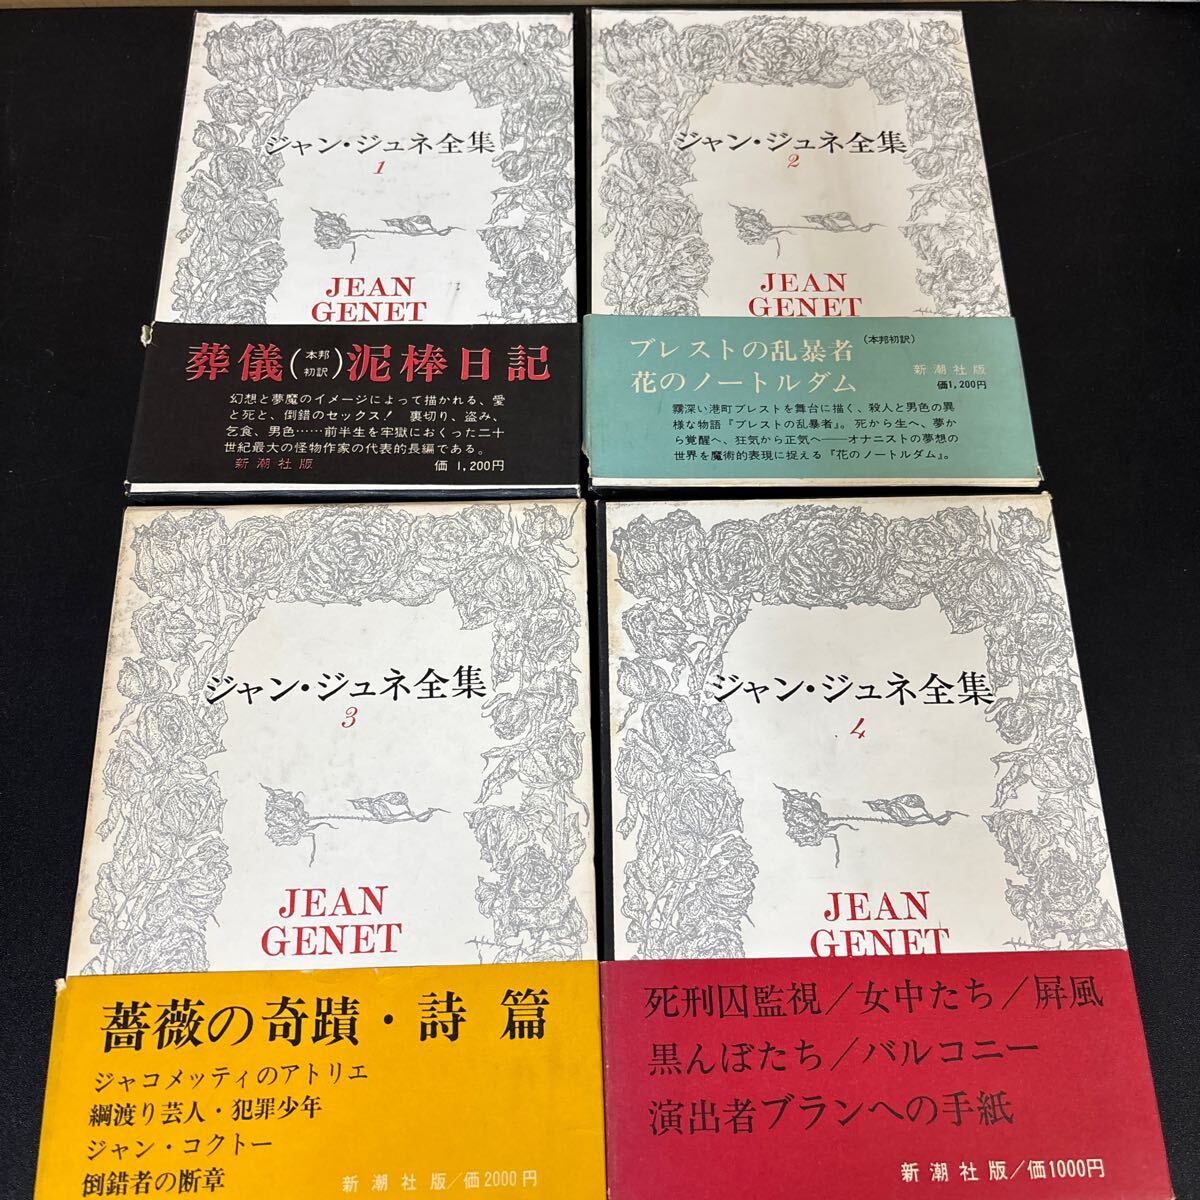 ジャン・ジュネ全集
1
JEAN
GENET
葬儀(本邦初訳)泥棒日記
幻想と夢魔のイメージによって描かれる、愛
と死と、倒錯のセックス! 裏切り、盗み、
乞食、男色……前半生を牢獄におくった二十
世紀最大の怪物作家の代表的長編である。
新潮社版 価 1,200円
ジャン・ジュネ全集
2
JEAN
GENET
ブレストの乱暴者(本邦初訳)
花のノートルダム
新潮社版
価1,200円
霧深い港町ブレストを舞台に描く、殺人と男色の異
様な物語『ブレストの乱暴者』。死から生へ、夢か
ら覚醒へ、狂気から正気へ――オナニストの夢想の
世界を魔術的表現に捉える『花のノートルダム』。
ジャン・ジュネ全集
3
JEAN
GENET
薔薇の奇蹟・詩篇
ジャコメッティのアトリエ
綱渡り芸人・犯罪少年
ジャン・コクトー
倒錯者の断章
新潮社版/価2000円
ジャン・ジュネ全集
4
JEAN
GENET
死刑囚監視/女中たち/屛風
黒んぼたち/バルコニー
演出者ブランへの手紙
新潮社版/価1000円